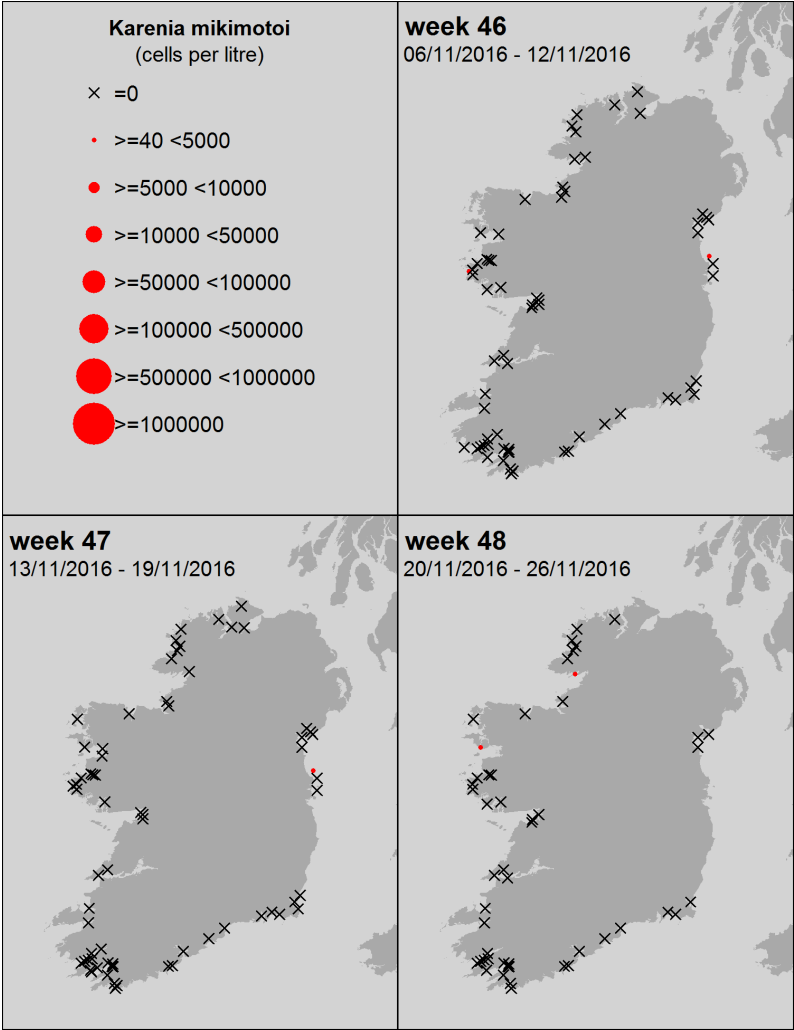 Karenia mikimotoi
(cells per litre)
=0
>=40 <5000
>=5000 <10000
>=10000 <50000
>=50000 <100000
>=100000 <500000
>=500000 <1000000
>=1000000
week 46
06/11/2016 - 12/11/2016
week 47
13/11/2016 - 19/11/2016
week 48
20/11/2016 - 26/11/2016